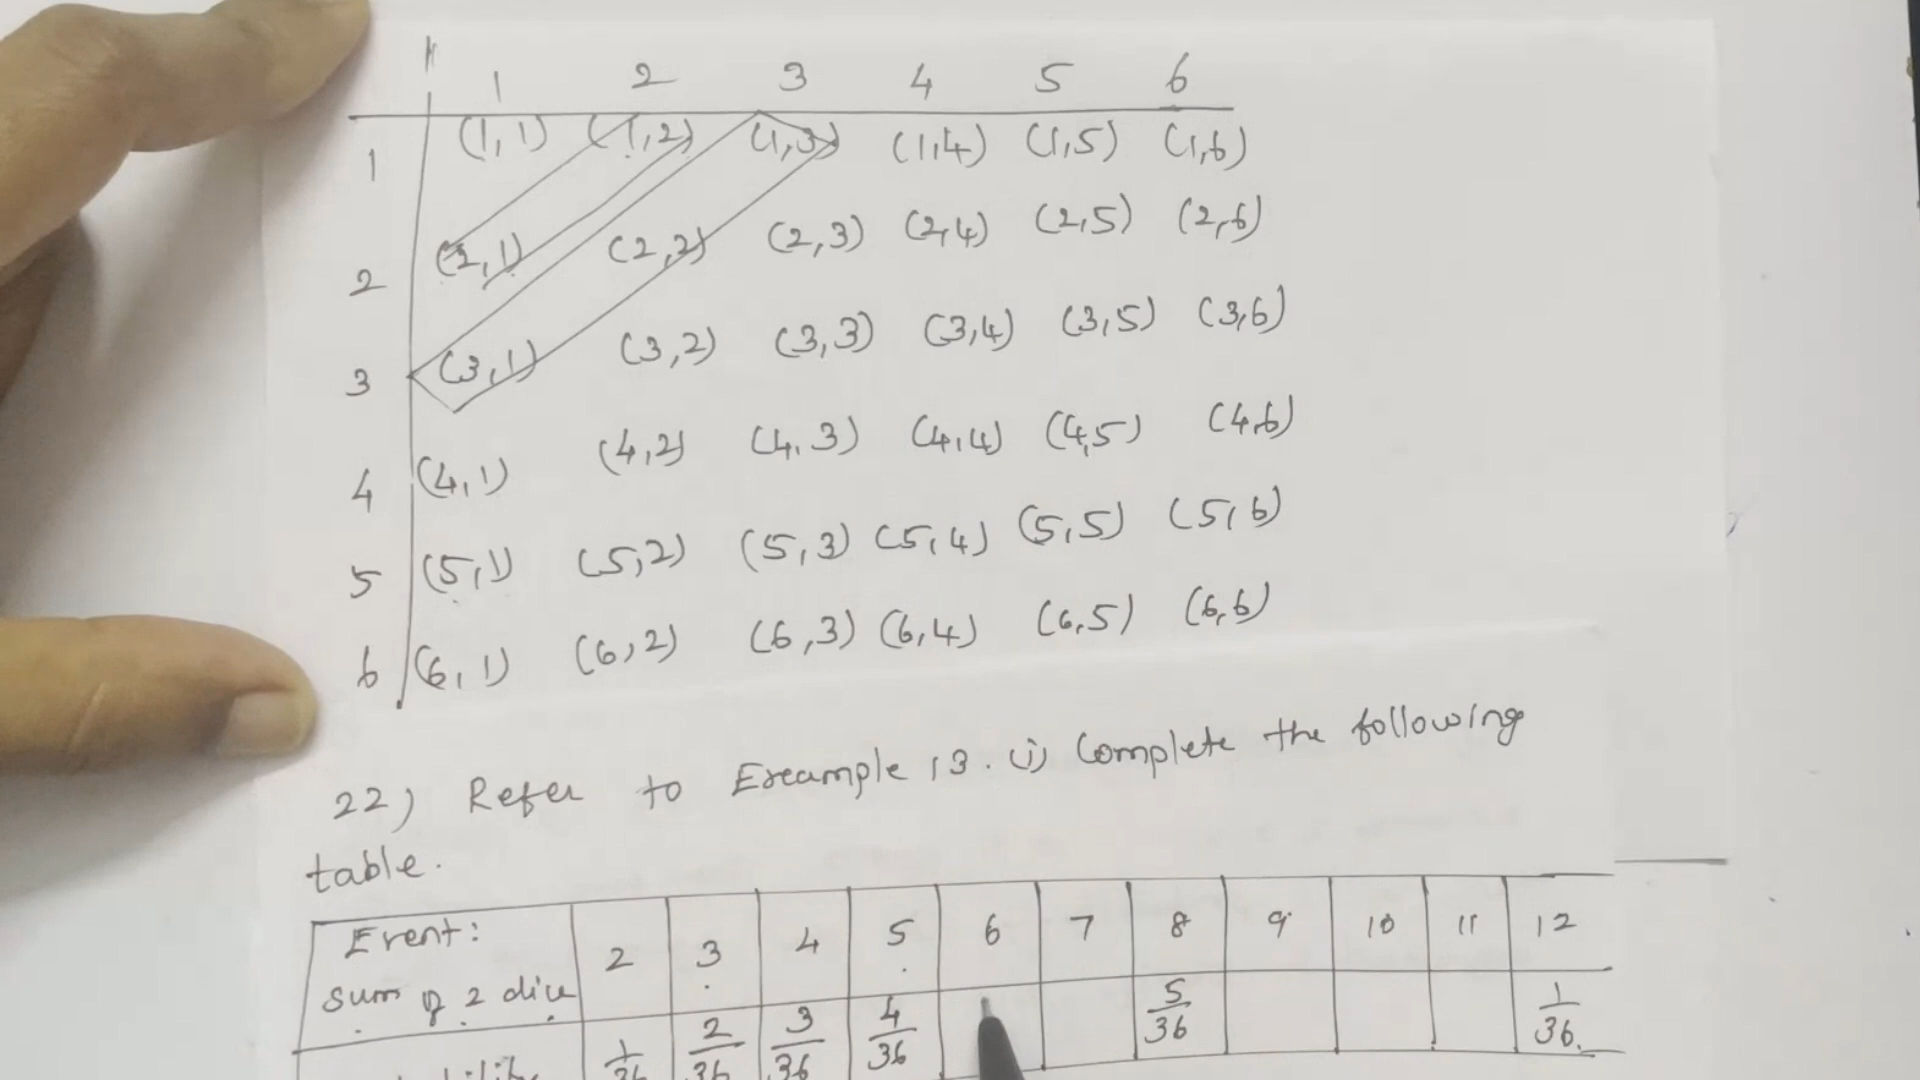 1 2 3 4 5 6
1 (1,1) (1,2) (1,3) (1,4) (1,5) (1,6)
2 (2,1) (2,2) (2,3) (2,4) (2,5) (2,6)
3 (3,1) (3,2) (3,3) (3,4) (3,5) (3,6)
4 (4,1) (4,2) (4,3) (4,4) (4,5) (4,6)
5 (5,1) (5,2) (5,3) (5,4) (5,5) (5,6)
6 (6,1) (6,2) (6,3) (6,4) (6,5) (6,6)
22) Refer to Example 13. (i) Complete the following
table.
Event: 2 3 4 5 6 7 8 9 10 11 12
sum of 2 dice
1/36 2/36 3/36 4/36 5/36 1/36.